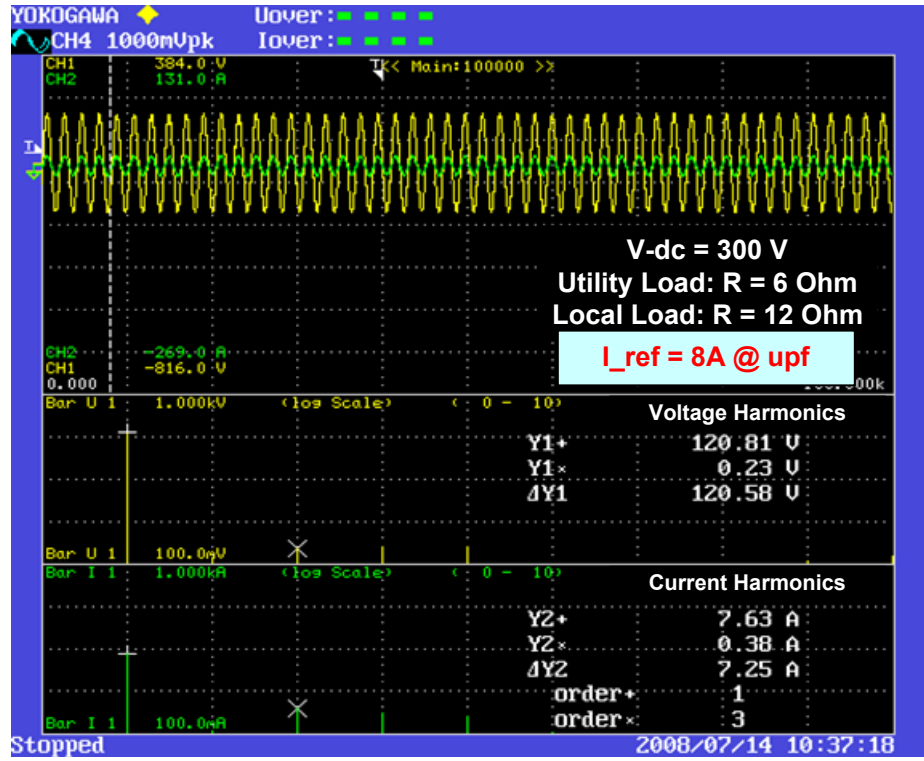 YOKOGAWA Uover:
CH4 1000mVpk Iover:
CH1 384.0 V
CH2 131.0 A
T << Main:100000 >>
T
V-dc = 300 V
Utility Load: R = 6 Ohm
Local Load: R = 12 Ohm
I_ref = 8A @ upf
CH2 -269.0 A
CH1 -816.0 V
0.000
Bar U 1 1.000kV (log Scale) ( 0 - 10)
Voltage Harmonics
Y1+ 120.81 V
Y1× 0.23 V
ΔY1 120.58 V
Bar U 1 100.0mV
Bar I 1 1.000kA (log Scale) ( 0 - 10)
Current Harmonics
Y2+ 7.63 A
Y2× 0.38 A
ΔY2 7.25 A
order+ 1
order× 3
Bar I 1 100.0mA
Stopped 2008/07/14 10:37:18